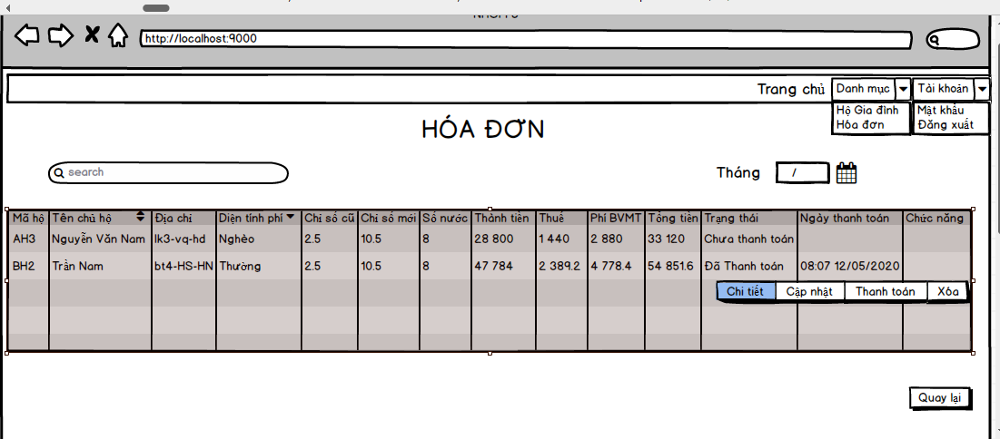 http://localhost:9000
Trang chủ Danh mục Tài khoản
Hộ Gia đình Mật khẩu
Hóa đơn Đăng xuất
HÓA ĐƠN
search Tháng /
Mã hộ Tên chủ hộ Địa chỉ Diện tính phí Chỉ số cũ Chỉ số mới Số nước Thành tiền Thuế Phí BVMT Tổng tiền Trạng thái Ngày thanh toán Chức năng
AH3 Nguyễn Văn Nam lk3-vq-hd Nghèo 2.5 10.5 8 28 800 1 440 2 880 33 120 Chưa thanh toán
BH2 Trần Nam bt4-HS-HN Thường 2.5 10.5 8 47 784 2 389.2 4 778.4 54 851.6 Đã Thanh toán 08:07 12/05/2020
Chi tiết Cập nhật Thanh toán Xóa
Quay lại